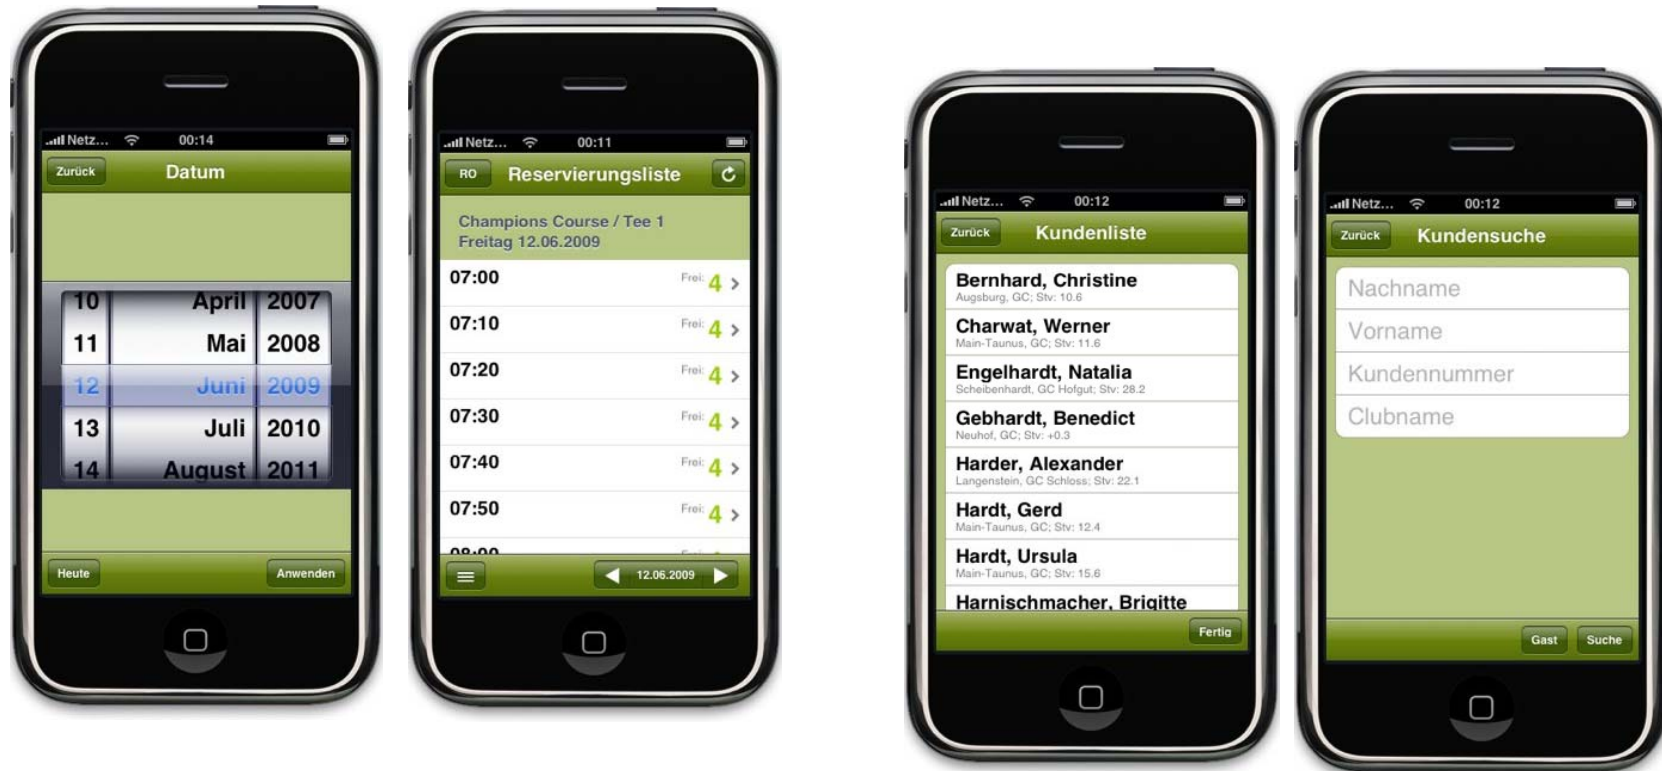 Netz... 00:14
Zurück Datum
10 April 2007
11 Mai 2008
12 Juni 2009
13 Juli 2010
14 August 2011
Heute Anwenden
Netz... 00:11
RO Reservierungsliste
Champions Course / Tee 1
Freitag 12.06.2009
07:00 Frei: 4
07:10 Frei: 4
07:20 Frei: 4
07:30 Frei: 4
07:40 Frei: 4
07:50 Frei: 4
08:00
12.06.2009
Netz... 00:12
Zurück Kundenliste
Bernhard, Christine
Augsburg, GC; Stv: 10.6
Charwat, Werner
Main-Taunus, GC; Stv: 11.6
Engelhardt, Natalia
Scheibenhardt, GC Hofgut; Stv: 28.2
Gebhardt, Benedict
Neuhof, GC; Stv: +0.3
Harder, Alexander
Langenstein, GC Schloss; Stv: 22.1
Hardt, Gerd
Main-Taunus, GC; Stv: 12.4
Hardt, Ursula
Main-Taunus, GC; Stv: 15.6
Harnischmacher, Brigitte
Fertig
Netz... 00:12
Zurück Kundensuche
Nachname
Vorname
Kundennummer
Clubname
Gast Suche